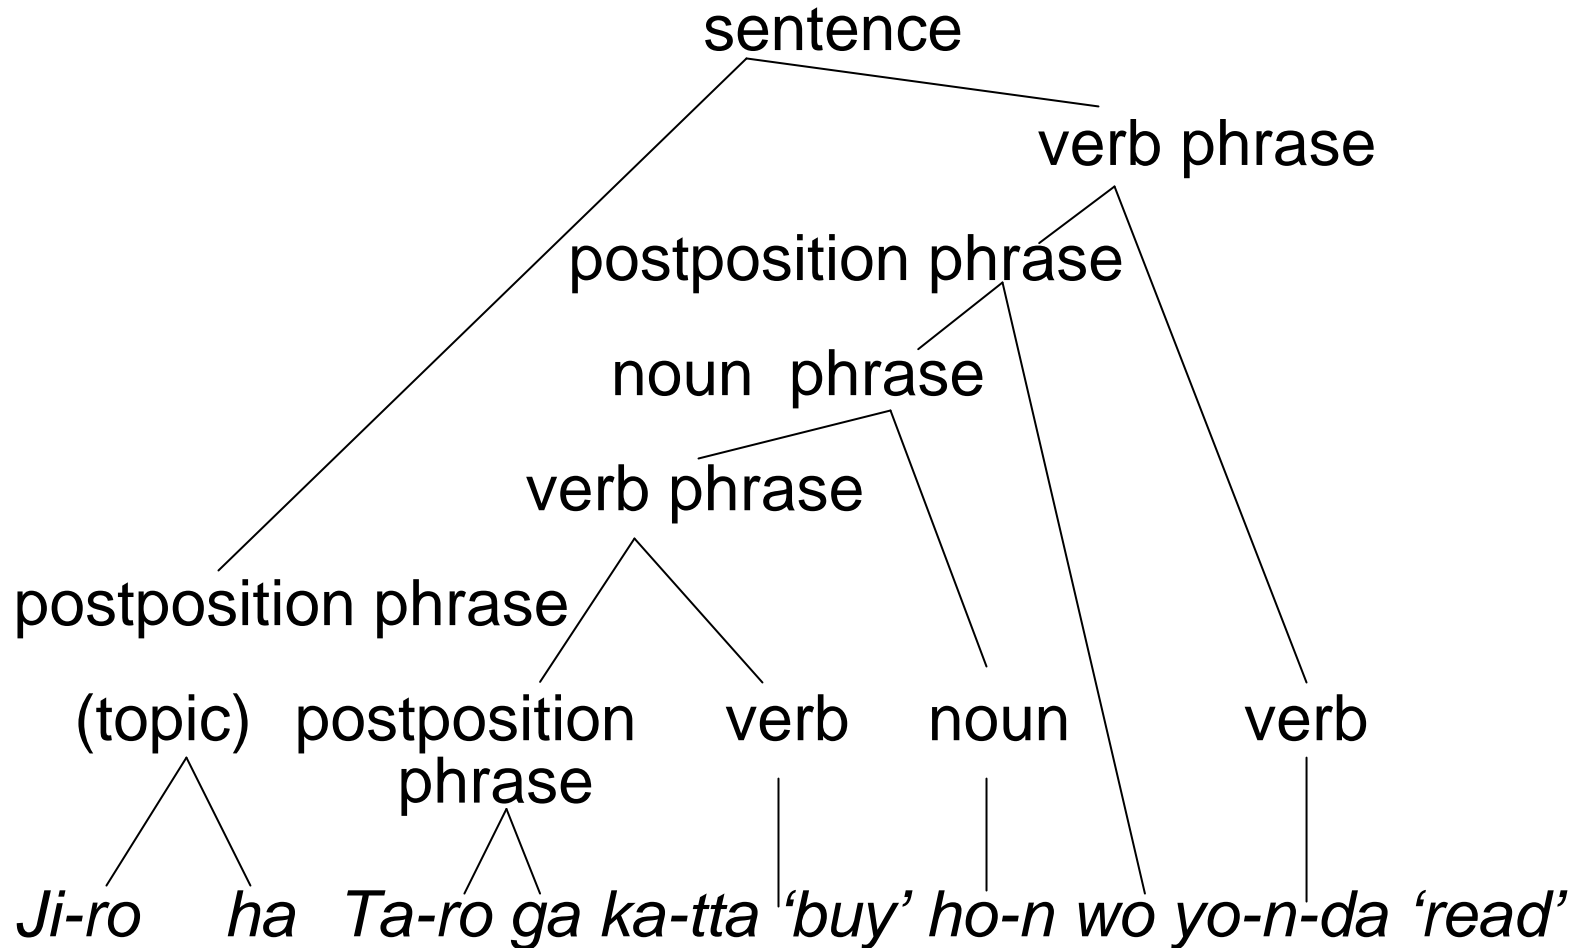 sentence
verb phrase
postposition phrase
noun phrase
verb phrase
postposition phrase
(topic) postposition verb noun verb
phrase
Ji-ro ha Ta-ro ga ka-tta ‘buy’ ho-n wo yo-n-da ‘read’